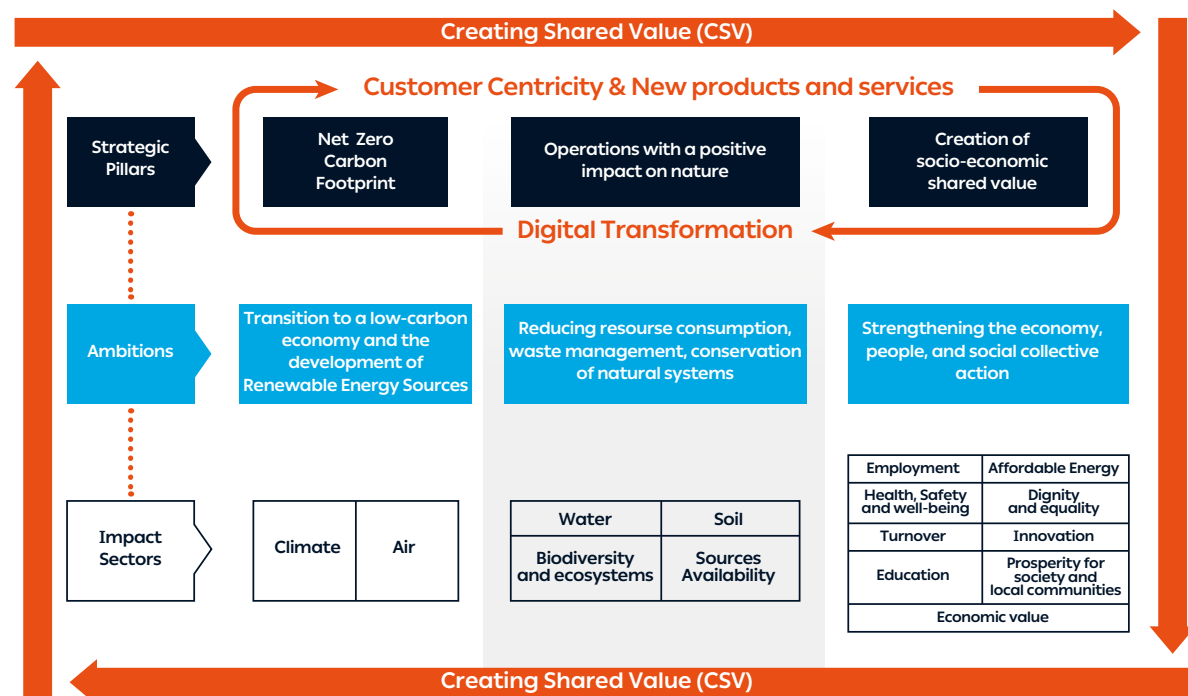 Creating Shared Value (CSV)
Customer Centricity & New products and services
Strategic
Pillars
Net Zero
Carbon
Footprint
Operations with a positive
impact on nature
Creation of
socio-economic
shared value
Digital Transformation
Ambitions
Transition to a low-carbon
economy and the
development of
Renewable Energy Sources
Reducing resourse consumption,
waste management, conservation
of natural systems
Strengthening the economy,
people, and social collective
action
Impact
Sectors
Climate
Air
Water
Soil
Biodiversity
and ecosystems
Sources
Availability
Employment
Affordable Energy
Health, Safety
and well-being
Dignity
and equality
Turnover
Innovation
Education
Prosperity for
society and
local communities
Economic value
Creating Shared Value (CSV)